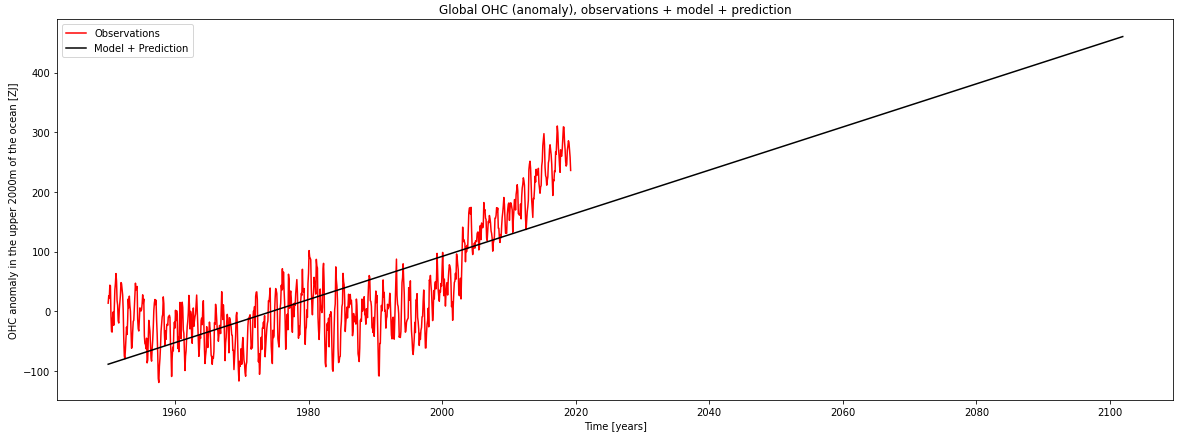 Global OHC (anomaly), observations + model + prediction
Observations
Model + Prediction
OHC anomaly in the upper 2000m of the ocean [ZJ]
400
300
200
100
0
−100
1960 1980 2000 2020 2040 2060 2080 2100
Time [years]